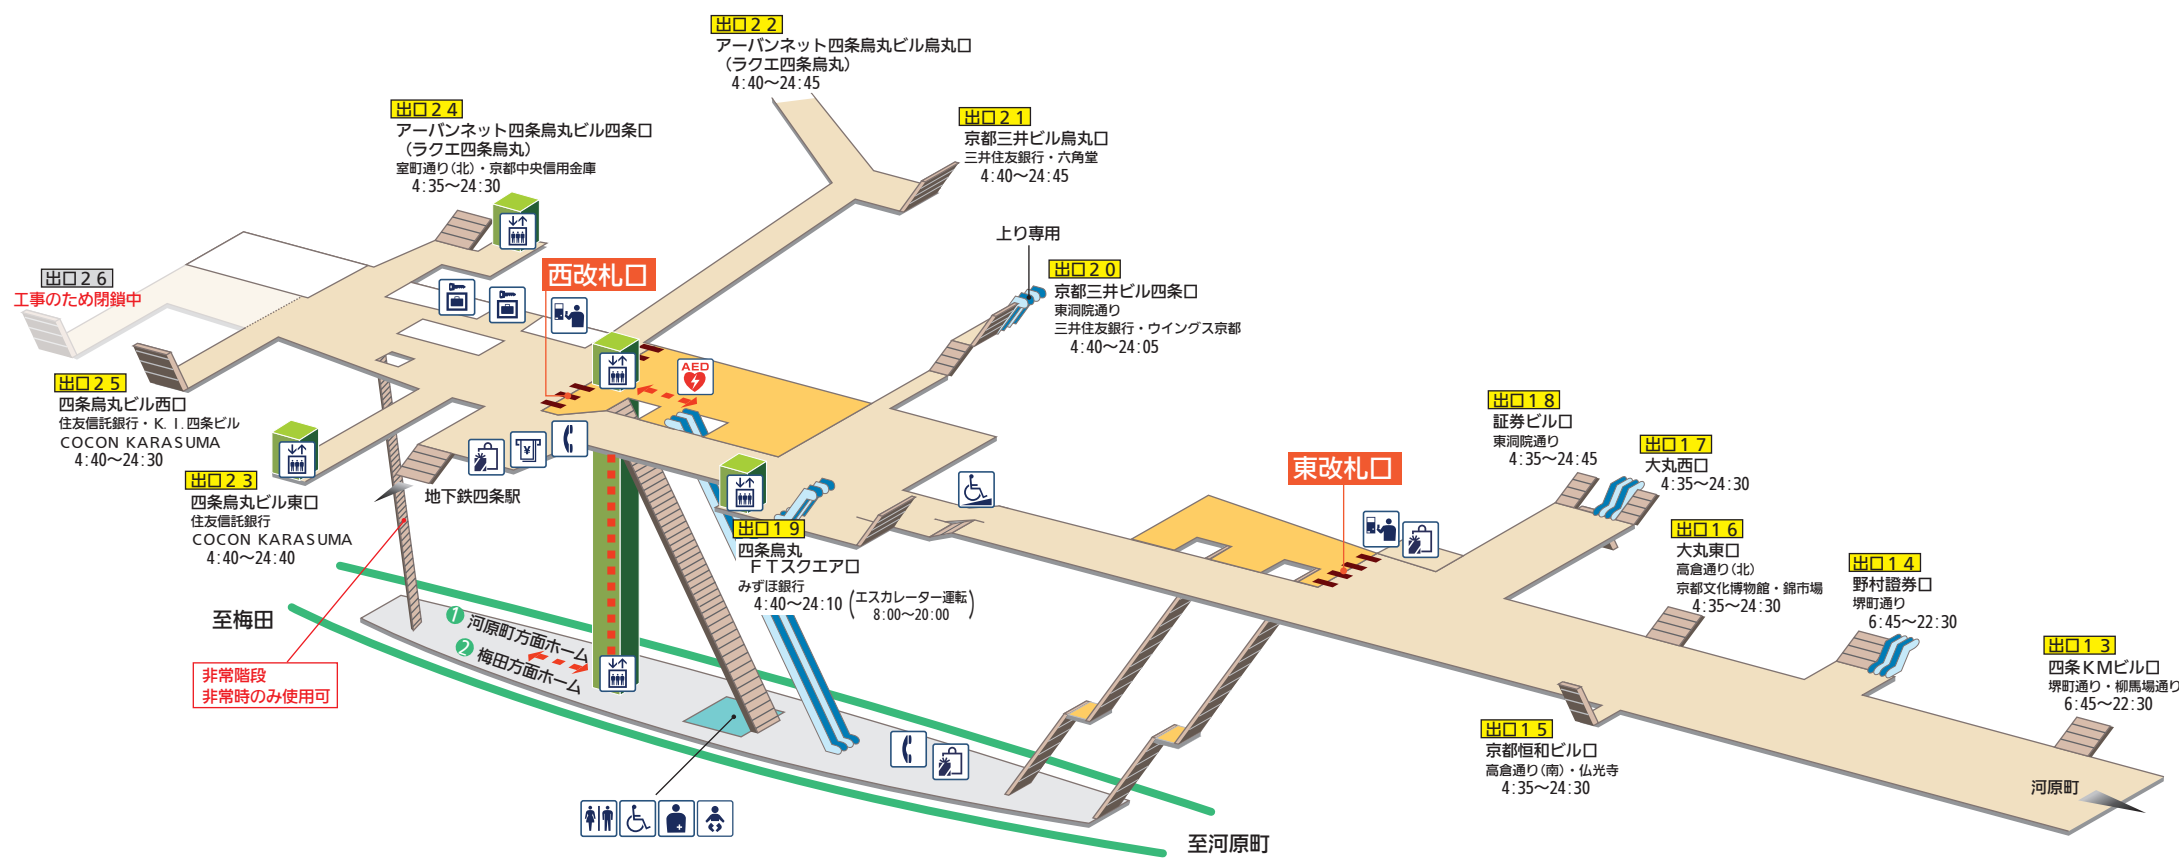 出口22
アーバンネット四条烏丸ビル烏丸口
（ラクエ四条烏丸）
4:40〜24:45
出口24
アーバンネット四条烏丸ビル四条口
（ラクエ四条烏丸）
室町通り(北)・京都中央信用金庫
4:35〜24:30
出口21
京都三井ビル烏丸口
三井住友銀行・六角堂
4:40〜24:45
上り専用
出口20
京都三井ビル四条口
東洞院通り
三井住友銀行・ウイングス京都
4:40〜24:05
出口26
工事のため閉鎖中
西改札口
AED
出口25
四条烏丸ビル西口
住友信託銀行・K.I.四条ビル
COCON KARASUMA
4:40〜24:30
出口23
四条烏丸ビル東口
住友信託銀行
COCON KARASUMA
4:40〜24:40
地下鉄四条駅
¥
出口19
四条烏丸
FTスクエア口
みずほ銀行
4:40〜24:10（エスカレーター運転 8:00〜20:00）
東改札口
出口18
証券ビル口
東洞院通り
4:35〜24:45
出口17
大丸西口
4:35〜24:30
出口16
大丸東口
高倉通り(北)
京都文化博物館・錦市場
4:35〜24:30
出口14
野村證券口
堺町通り
6:45〜22:30
出口13
四条KMビル口
堺町通り・柳馬場通り
6:45〜22:30
出口15
京都恒和ビル口
高倉通り(南)・仏光寺
4:35〜24:30
河原町
至梅田
1 河原町方面ホーム
2 梅田方面ホーム
非常階段
非常時のみ使用可
至河原町